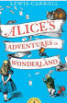 LEWIS CARROLL
ALICE'S
ADVENTURES IN
WONDERLAND